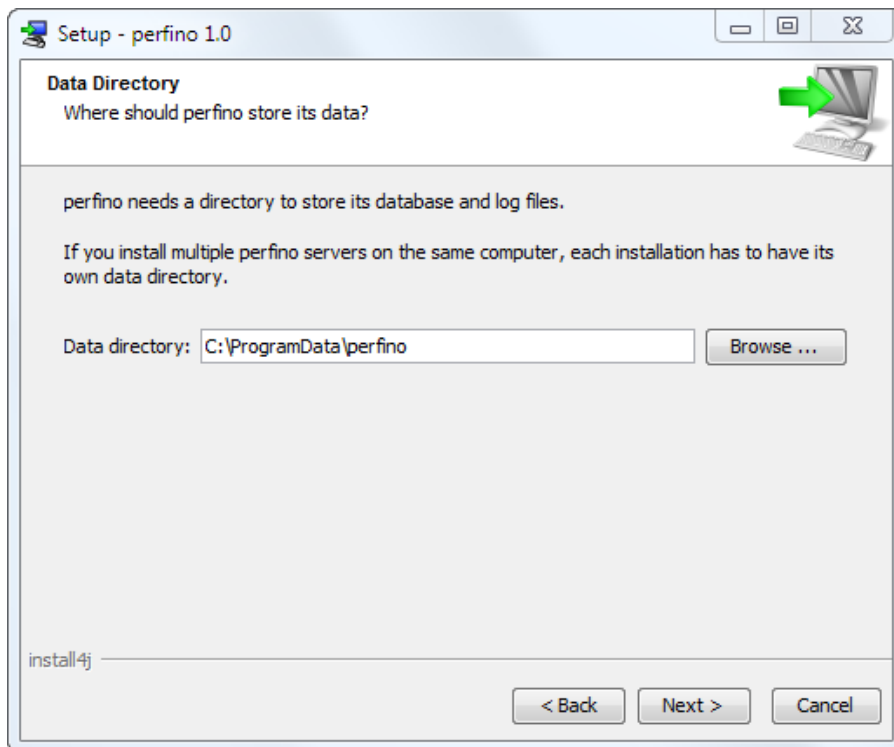 Setup - perfino 1.0
Data Directory
Where should perfino store its data?
perfino needs a directory to store its database and log files.
If you install multiple perfino servers on the same computer, each installation has to have its
own data directory.
Data directory: C:\ProgramData\perfino Browse ...
install4j
< Back Next > Cancel